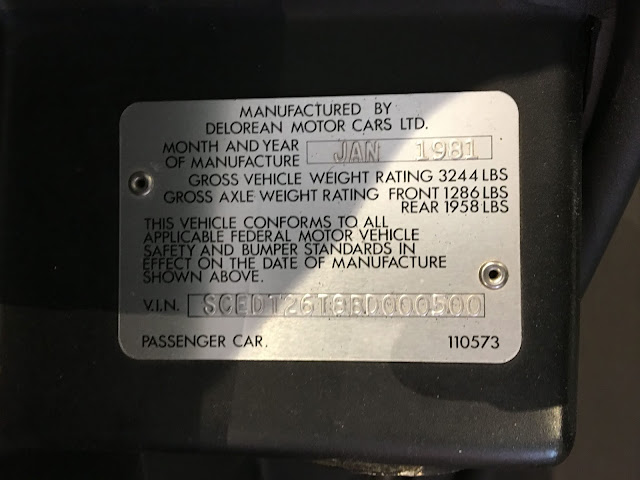 MANUFACTURED BY
DELOREAN MOTOR CARS LTD.
MONTH AND YEAR
OF MANUFACTURE JAN 1981
GROSS VEHICLE WEIGHT RATING 3244 LBS
GROSS AXLE WEIGHT RATING FRONT 1286 LBS
REAR 1958 LBS
THIS VEHICLE CONFORMS TO ALL
APPLICABLE FEDERAL MOTOR VEHICLE
SAFETY AND BUMPER STANDARDS IN
EFFECT ON THE DATE OF MANUFACTURE
SHOWN ABOVE.
V.I.N. SCEDT26T8BD000500
PASSENGER CAR. 110573